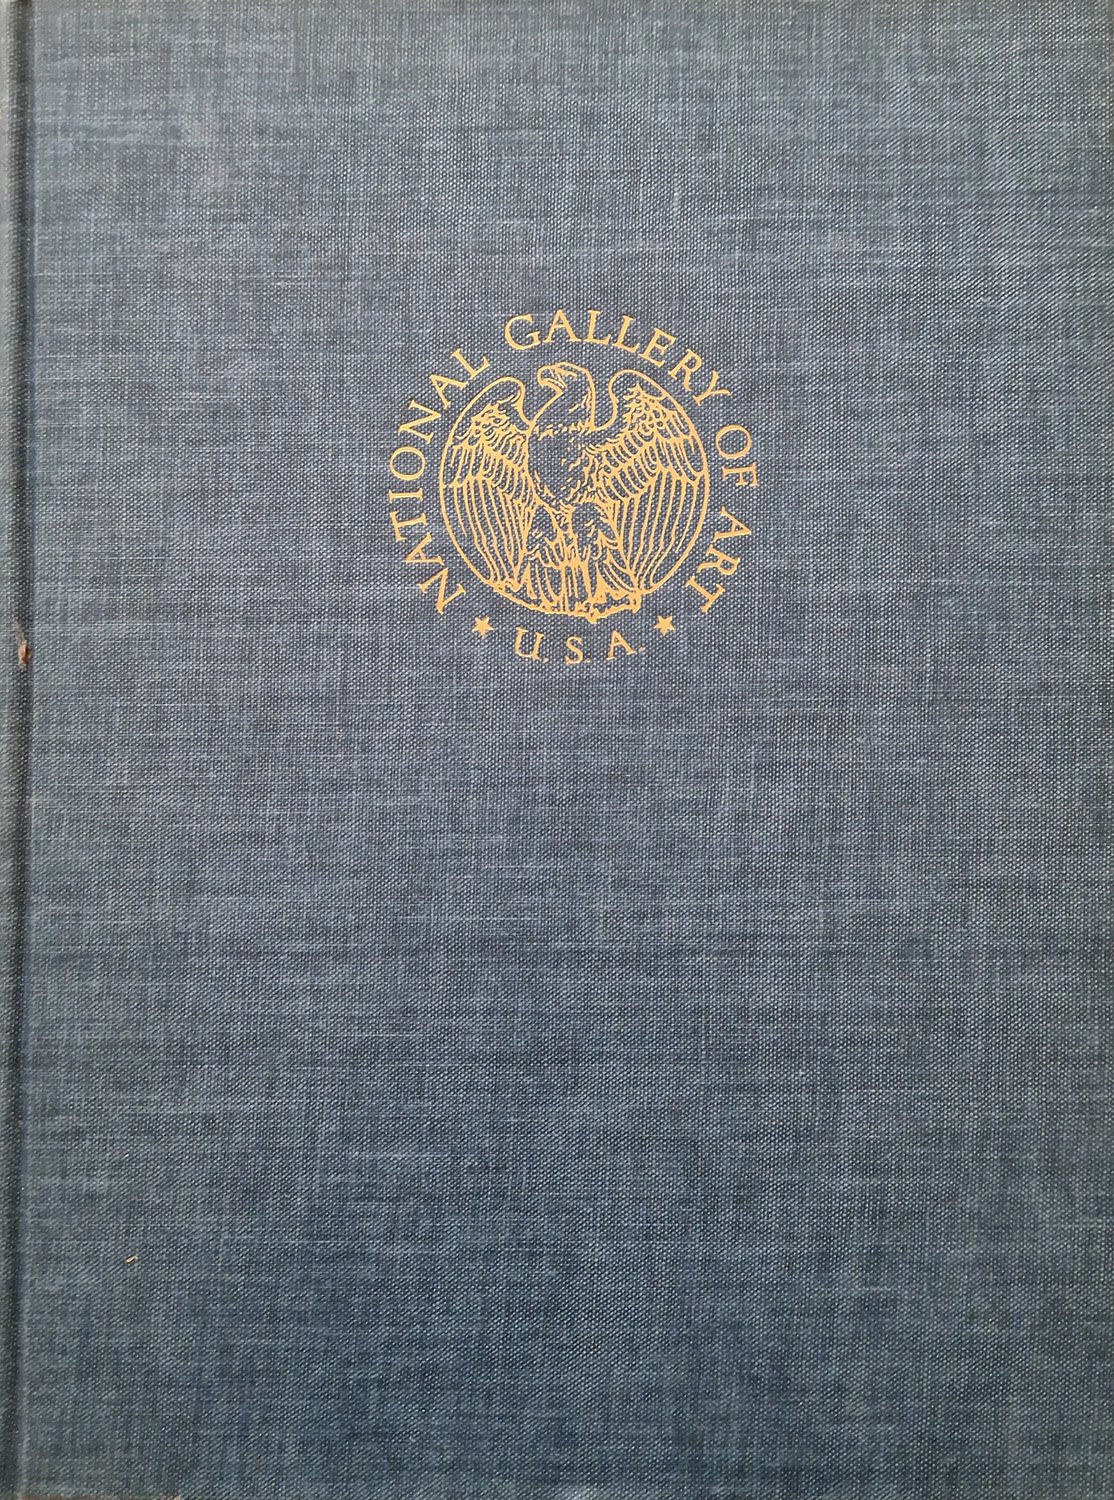 NATIONAL GALLERY OF ART
★ U.S.A. ★